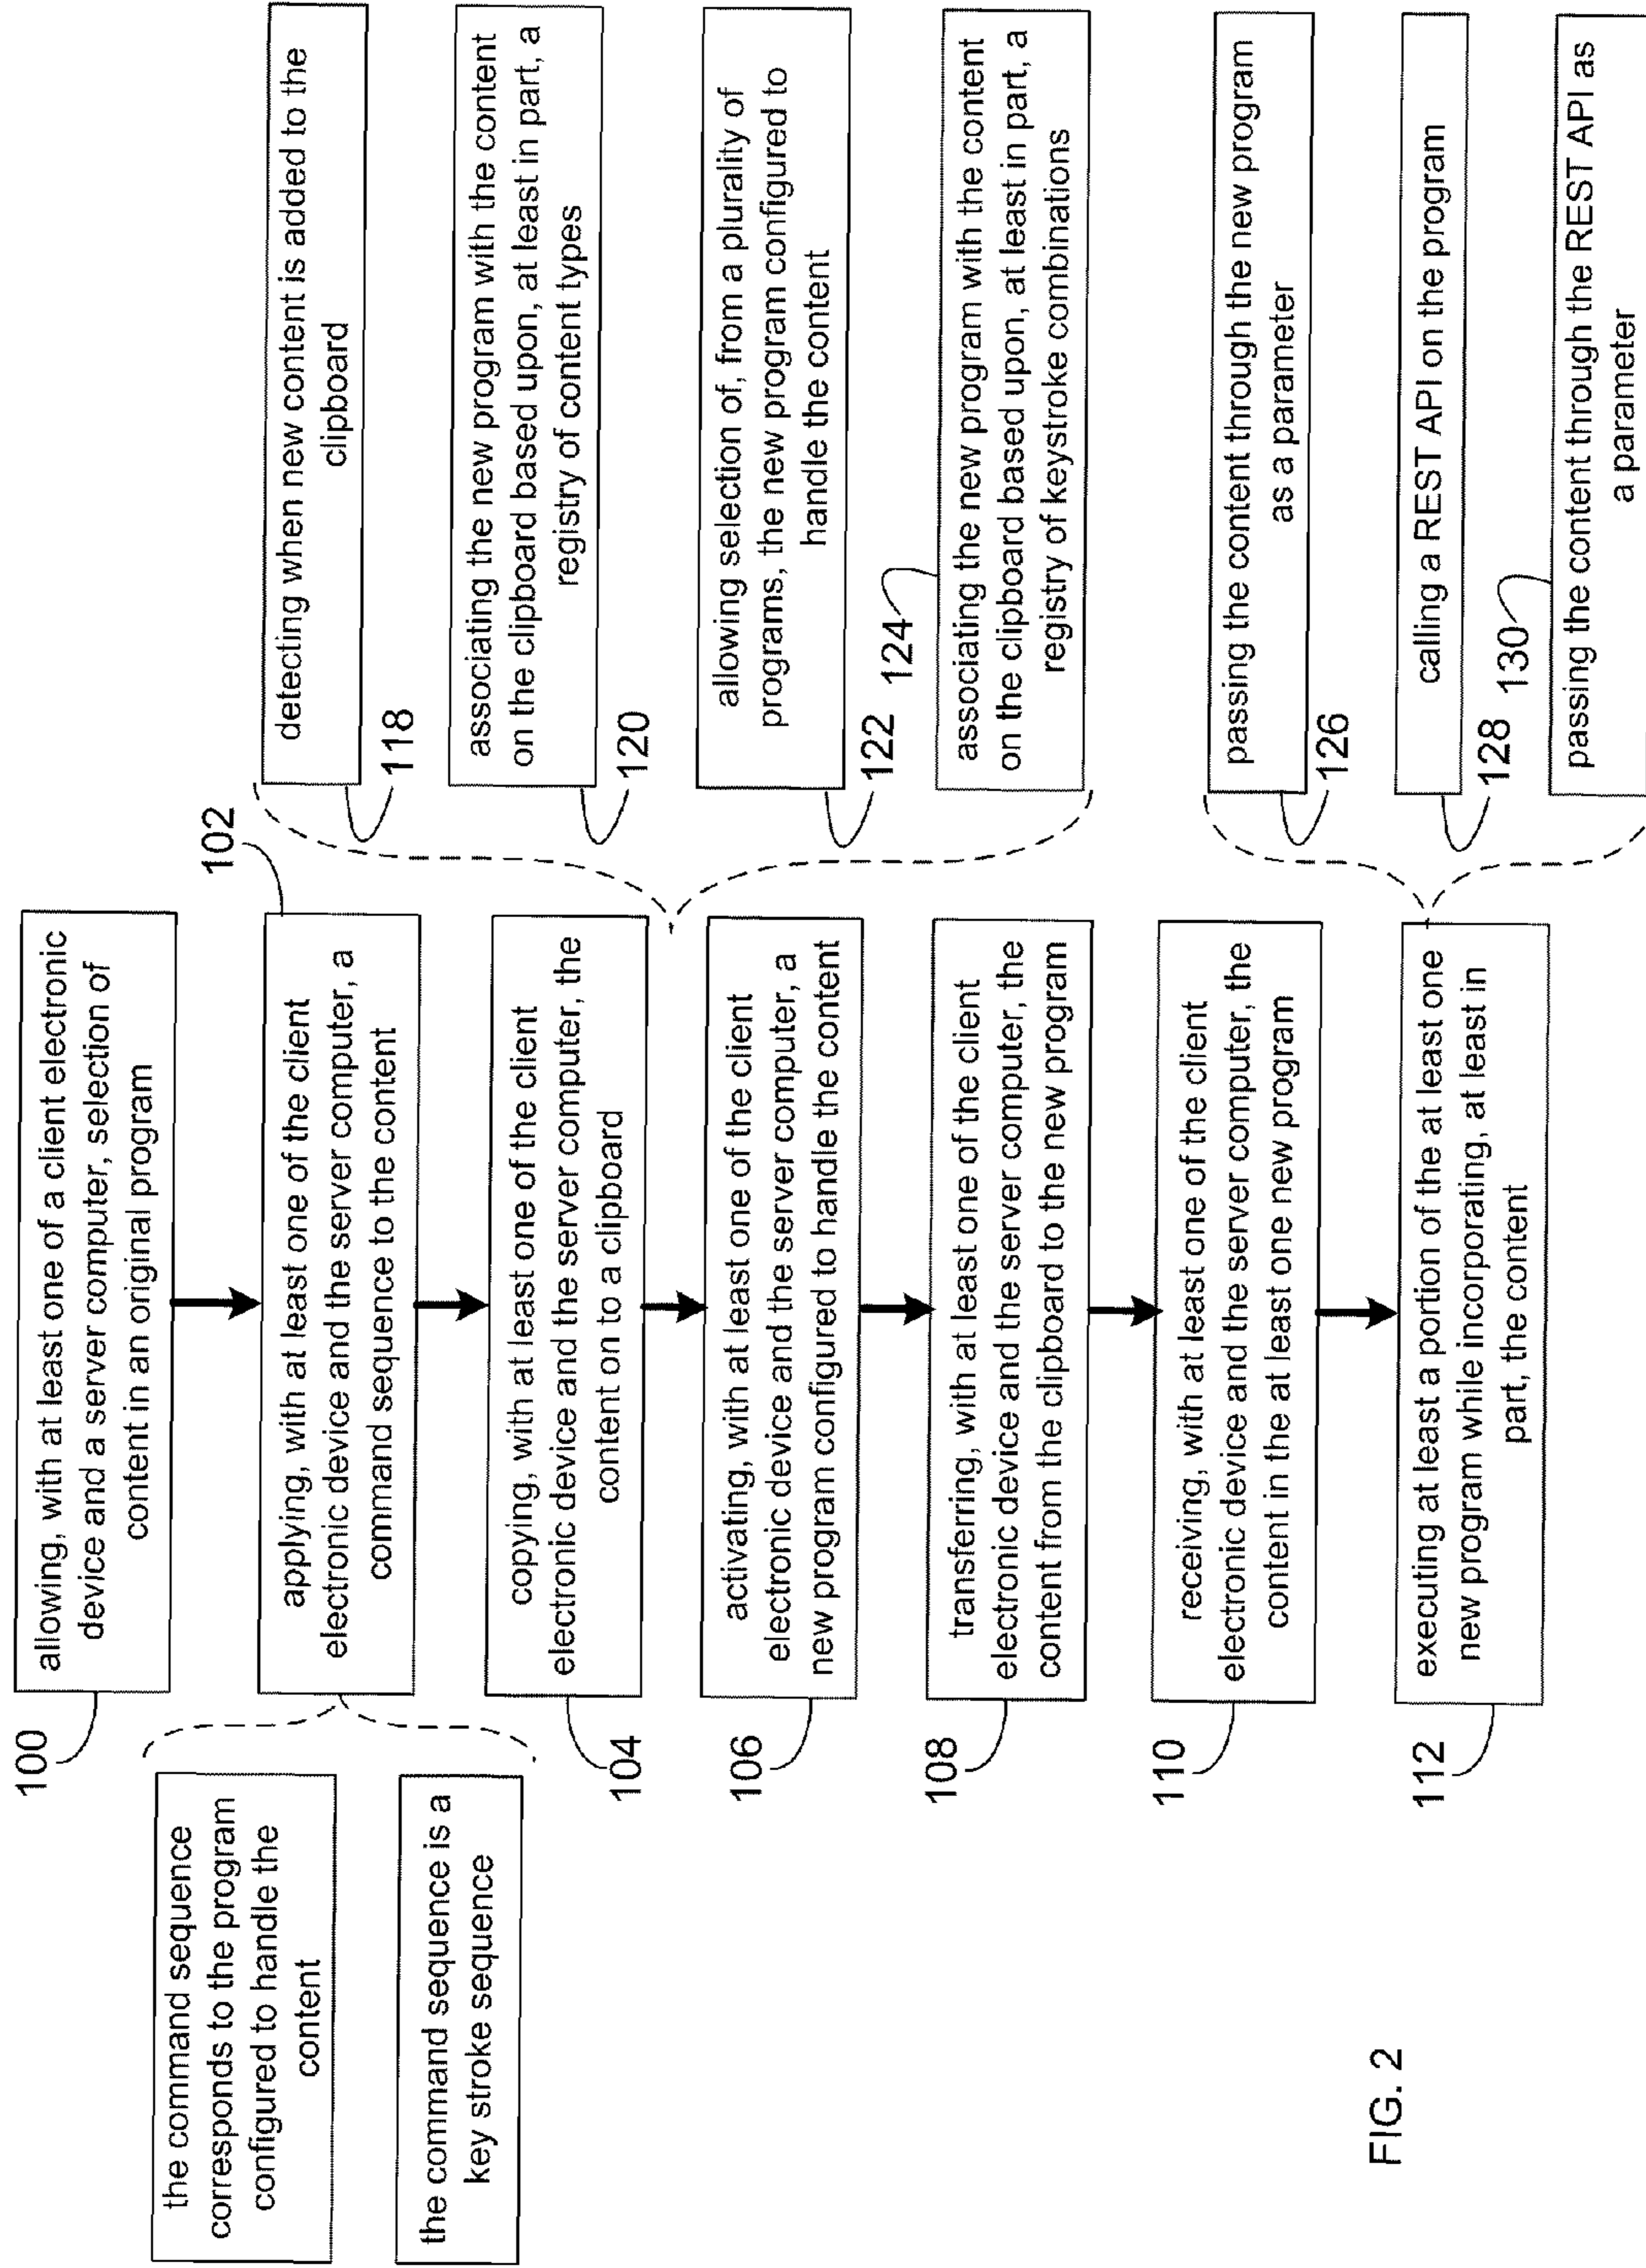 the command sequence
corresponds to the program
configured to handle the
content
the command sequence is a
key stroke sequence
100
allowing, with at least one of a client electronic
device and a server computer, selection of
content in an original program
102
applying, with at least one of the client
electronic device and the server computer, a
command sequence to the content
104
copying, with at least one of the client
electronic device and the server computer, the
content on to a clipboard
106
activating, with at least one of the client
electronic device and the server computer, a
new program configured to handle the content
108
transferring, with at least one of the client
electronic device and the server computer, the
content from the clipboard to the new program
110
receiving, with at least one of the client
electronic device and the server computer, the
content in the at least one new program
112
executing at least a portion of the at least one
new program while incorporating, at least in
part, the content
detecting when new content is added to the
clipboard
118
associating the new program with the content
on the clipboard based upon, at least in part, a
registry of content types
120
allowing selection of, from a plurality of
programs, the new program configured to
handle the content
122
124
associating the new program with the content
on the clipboard based upon, at least in part, a
registry of keystroke combinations
passing the content through the new program
as a parameter
126
calling a REST API on the program
128
130
passing the content through the REST API as
a parameter
FIG. 2